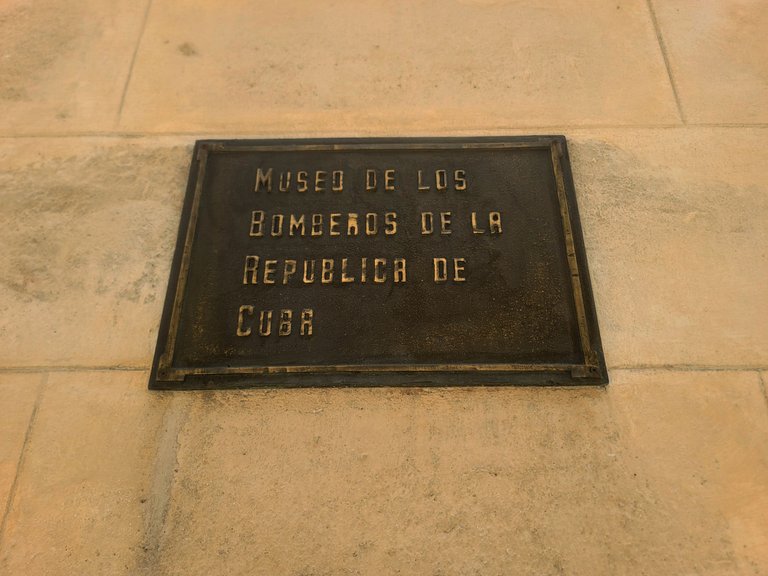 MUSEO DE LOS
BOMBEROS DE LA
REPUBLICA DE
CUBA